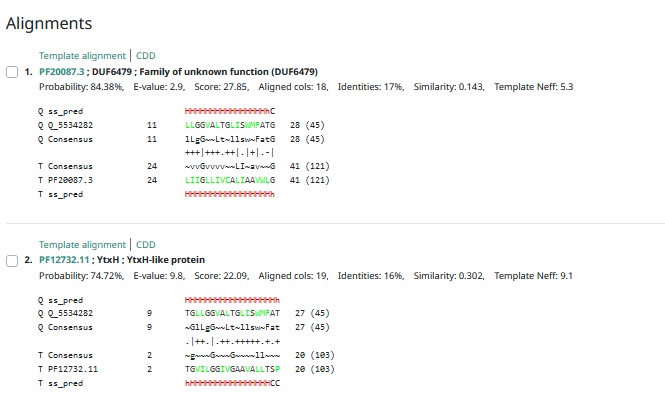 Alignments
Template alignment | CDD
1. PF20087.3 ; DUF6479 ; Family of unknown function (DUF6479)
Probability: 84.38%, E-value: 2.9, Score: 27.85, Aligned cols: 18, Identities: 17%, Similarity: 0.143, Template Neff: 5.3
Q ss_pred HHHHHHHHHHHHHHHHhC
Q Q_5534282 11 LLGGVALTGLISWMFATG 28 (45)
Q Consensus 11 lLgG~~Lt~llsw~FatG 28 (45)
+++|+++.++|.|+|.-|
T Consensus 24 ~vvGvvvv~~LI~av~~G 41 (121)
T PF20087.3 24 LIIGLLIVCALIAAVWLG 41 (121)
T ss_pred HHHHHHHHHHHHHHHHHh
Template alignment | CDD
2. PF12732.11 ; YtxH ; YtxH-like protein
Probability: 74.72%, E-value: 9.8, Score: 22.09, Aligned cols: 19, Identities: 16%, Similarity: 0.302, Template Neff: 9.1
Q ss_pred HHHHHHHHHHHHHHHHHHh
Q Q_5534282 9 TGLLGGVALTGLISWMFAT 27 (45)
Q Consensus 9 ~GlLgG~~Lt~llsw~Fat 27 (45)
.|++.|.++.+++++.+.+
T Consensus 2 ~g~~~G~~~G~~~~ll~~~ 20 (103)
T PF12732.11 2 TGVILGGIVGAAVALLTSP 20 (103)
T ss_pred hHHHHHHHHHHHHHHHHCC